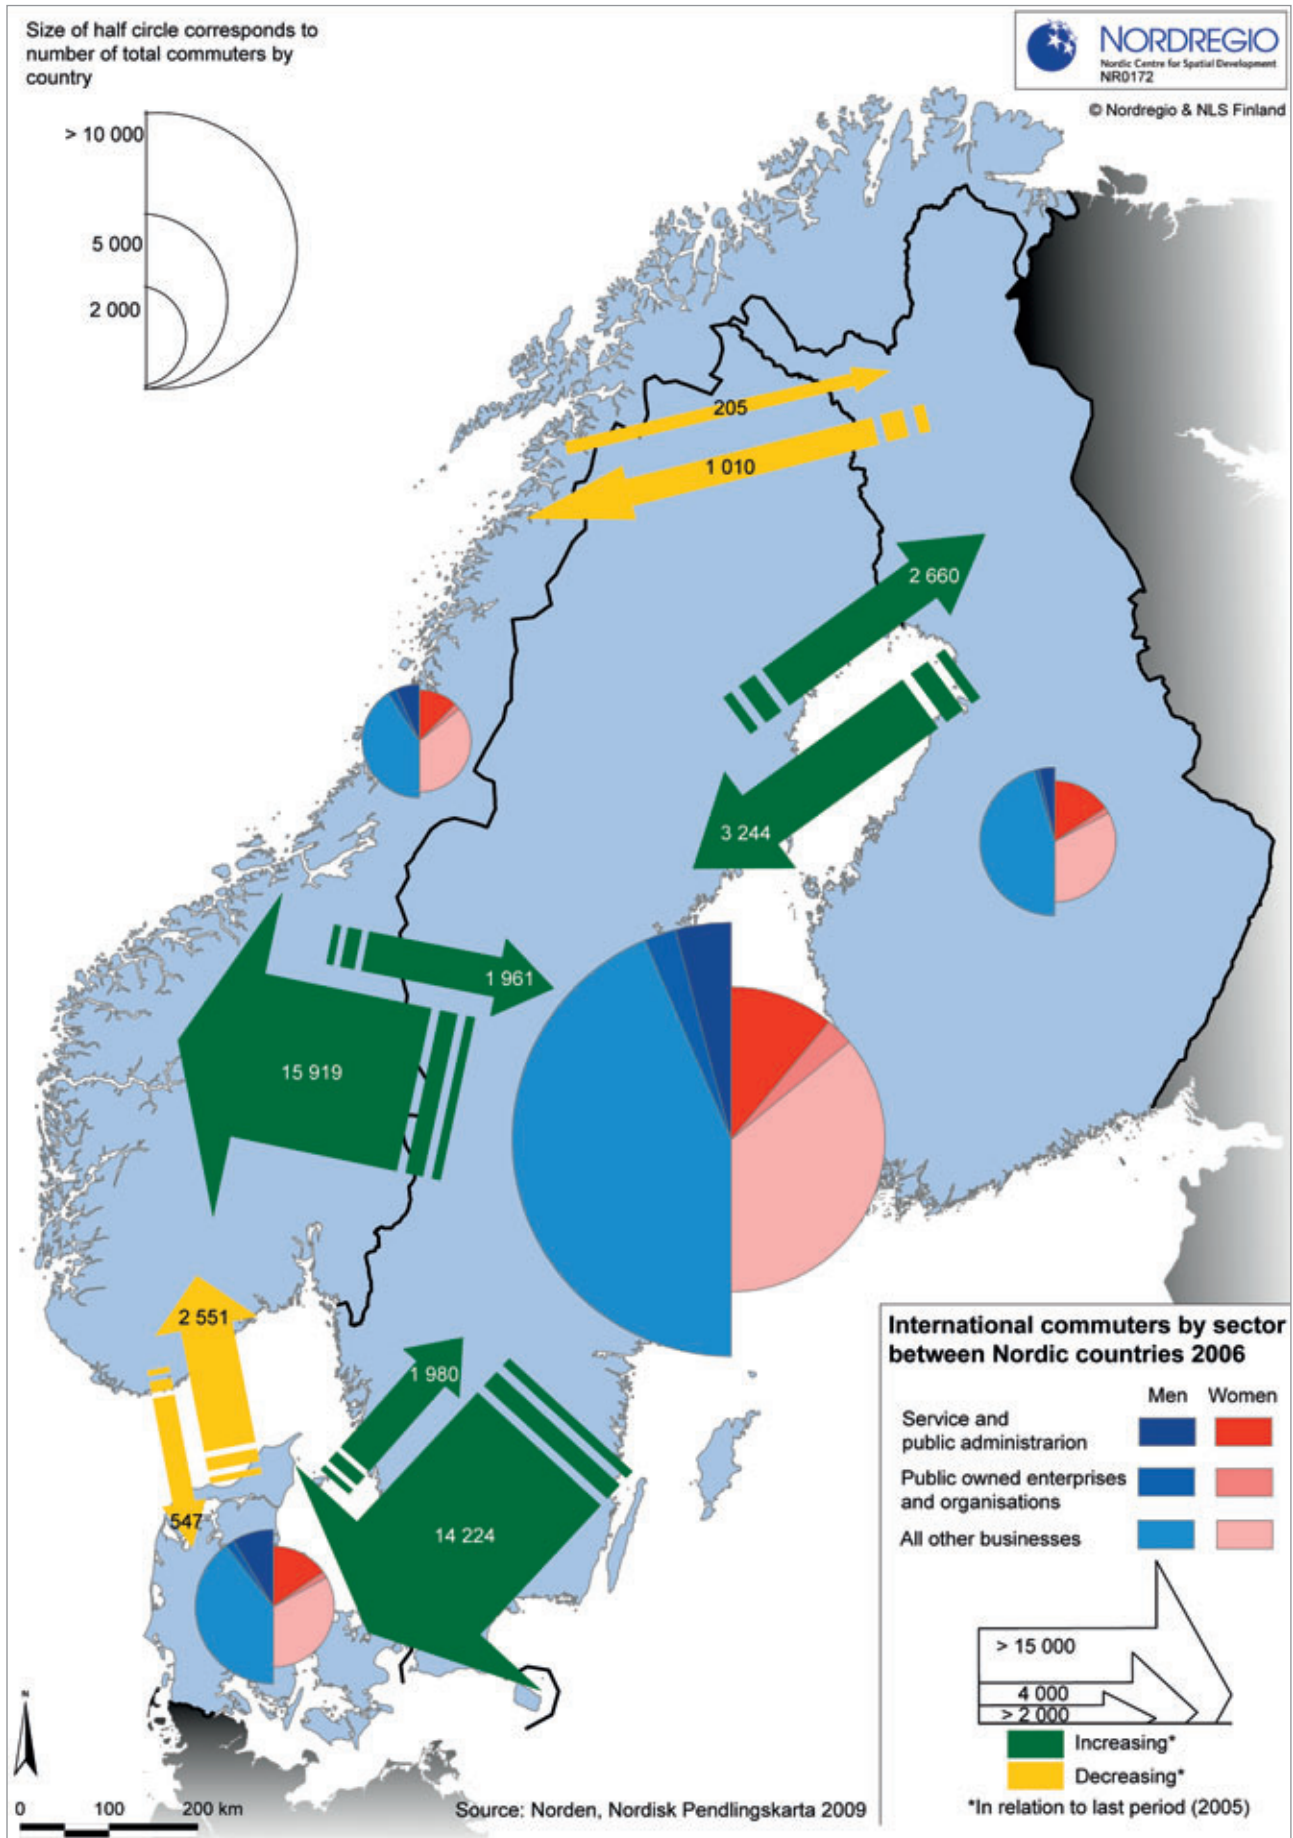 Size of half circle corresponds to
number of total commuters by
country
> 10 000
5 000
2 000
NORDREGIO
Nordic Centre for Spatial Development
NR0172
© Nordregio & NLS Finland
205
1 010
2 660
3 244
1 961
15 919
2 551
1 980
14 224
547
International commuters by sector
between Nordic countries 2006
Men Women
Service and
public administrarion
Public owned enterprises
and organisations
All other businesses
> 15 000
4 000
> 2 000
Increasing*
Decreasing*
*In relation to last period (2005)
N
0 100 200 km
Source: Norden, Nordisk Pendlingskarta 2009